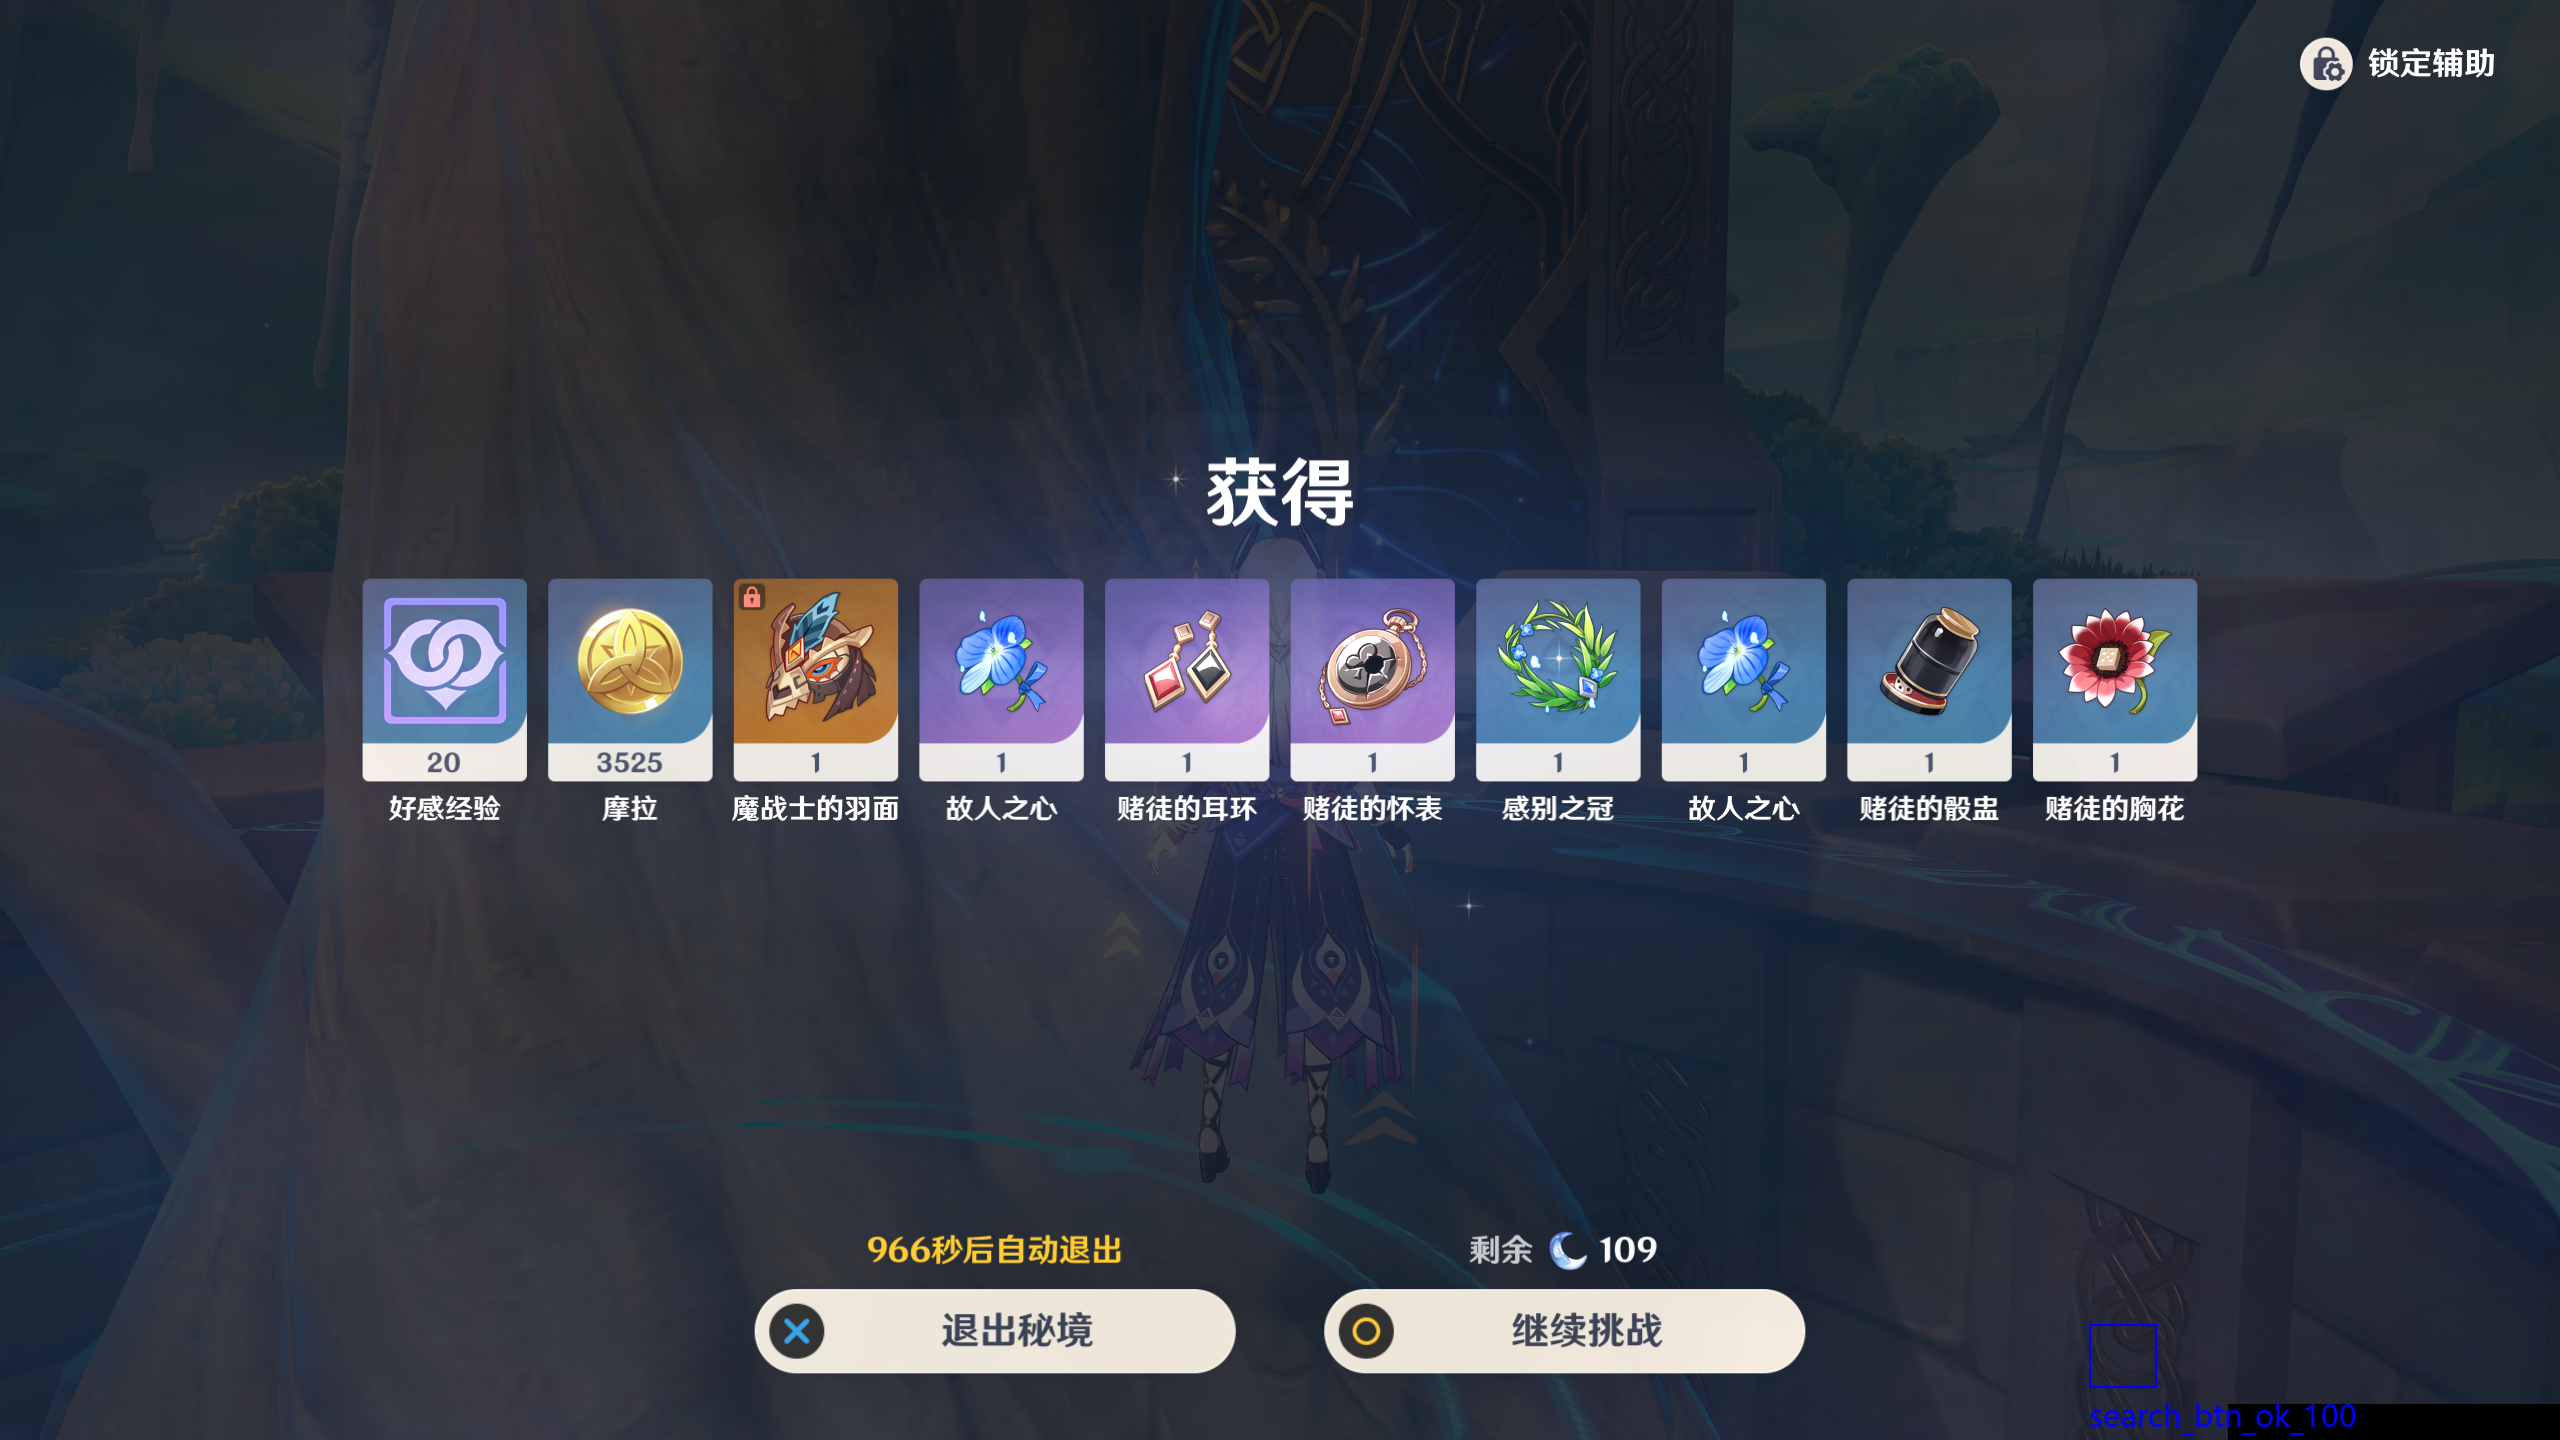 锁定辅助
获得
20
3525
1
1
1
1
1
1
1
1
好感经验
摩拉
魔战士的羽面
故人之心
赌徒的耳环
赌徒的怀表
感别之冠
故人之心
赌徒的骰盅
赌徒的胸花
966秒后自动退出
剩余 109
退出秘境
继续挑战
search_btn_ok_100